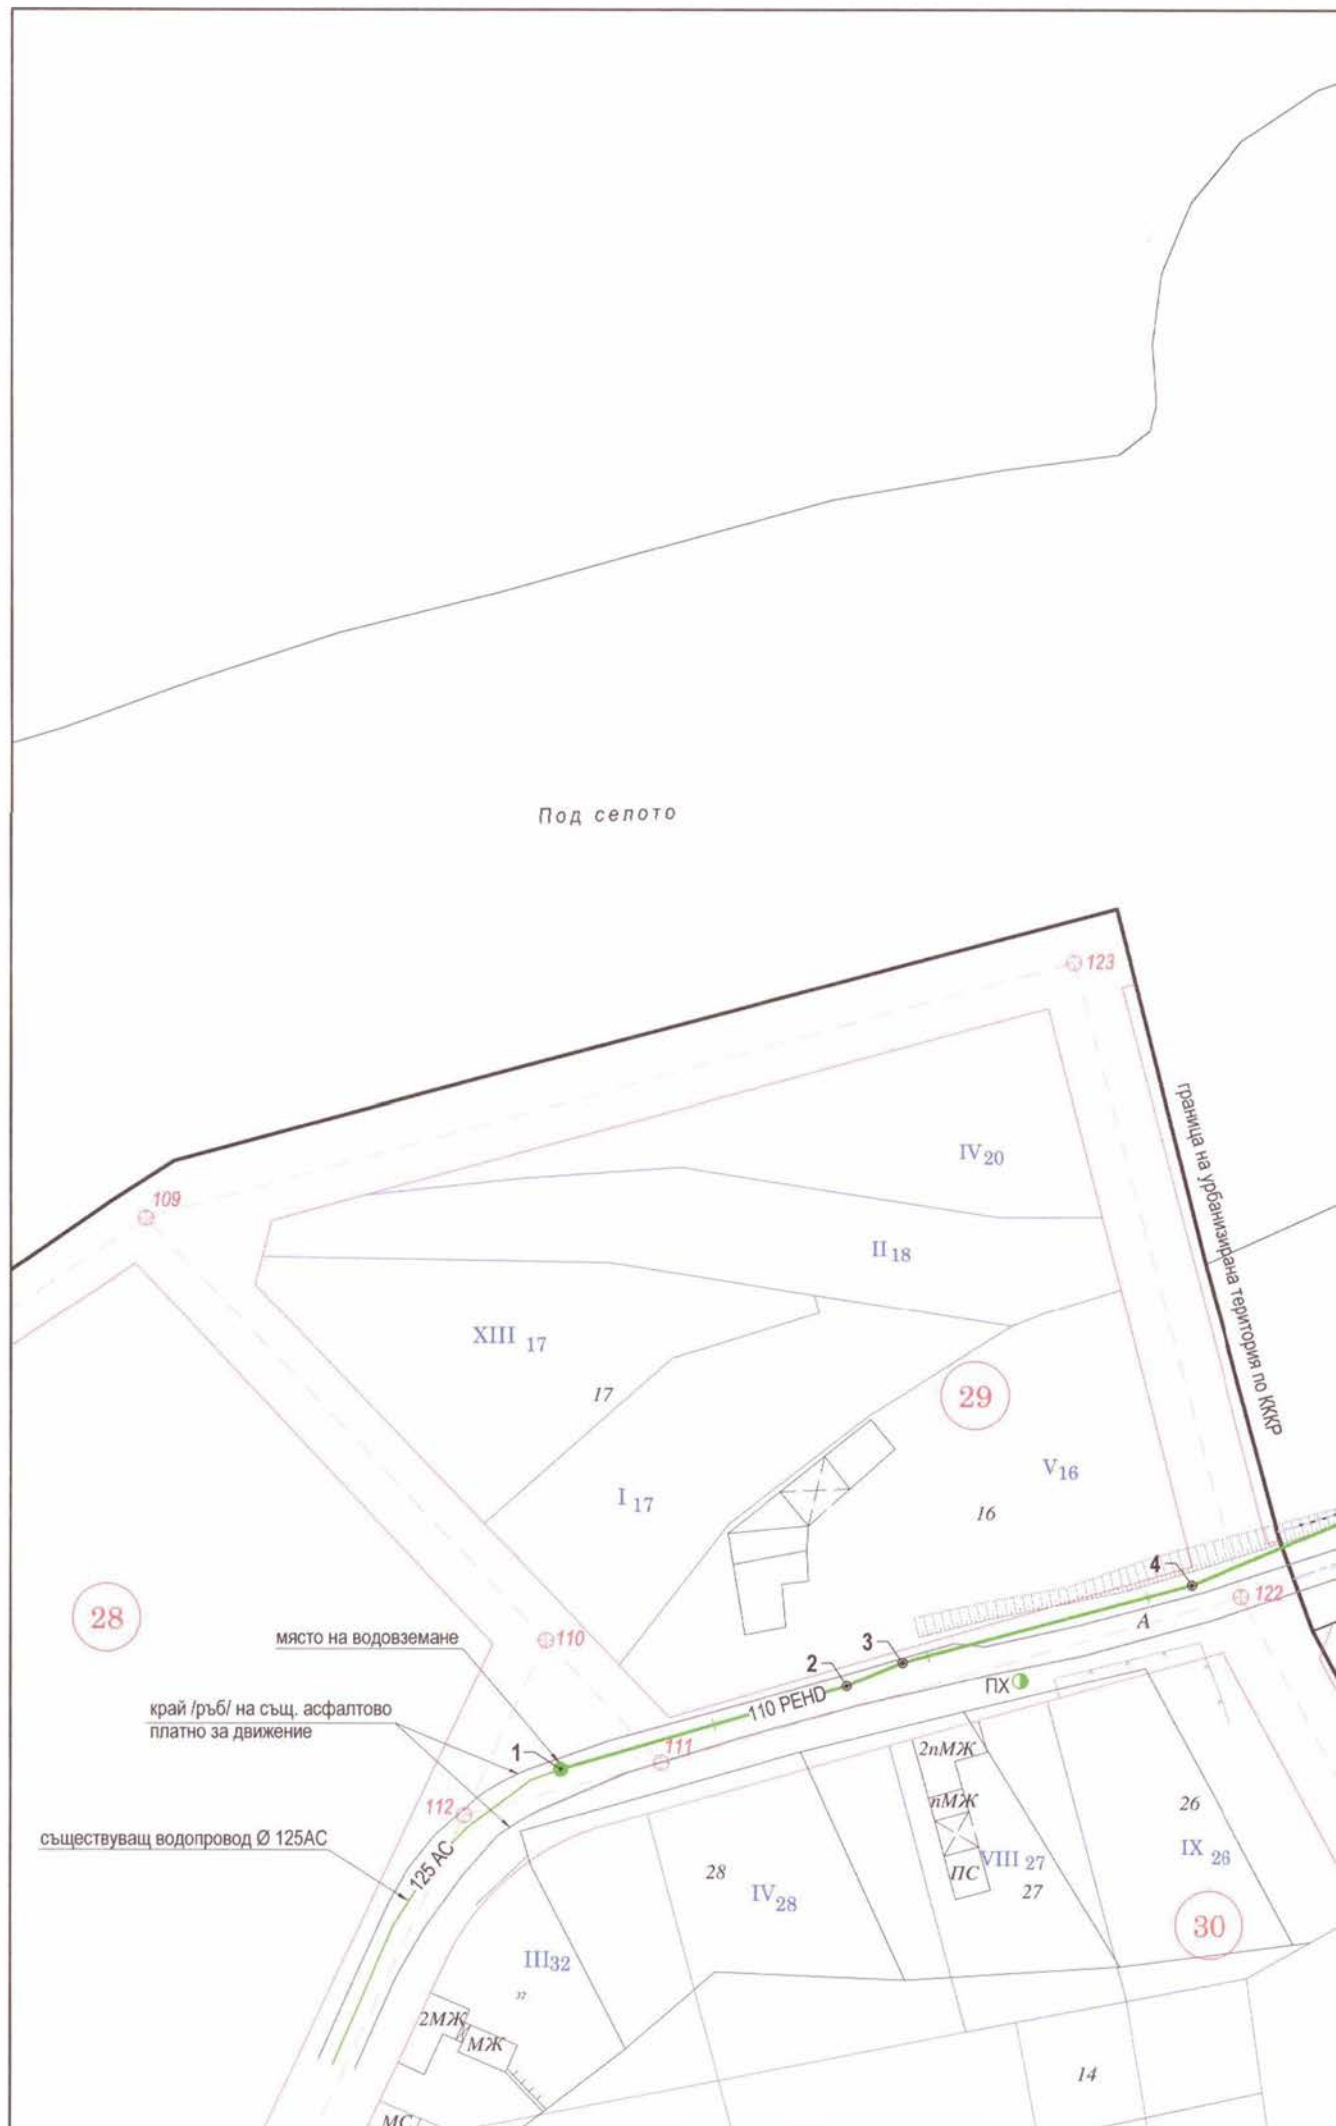 Под селото
123
109
граница на урбанизирана територия по КККР
IV 20
II 18
XIII 17
17
29
I 17
V 16
16
28
110
място на водовземане
край /ръб/ на същ. асфалтово
платно за движение
1
2
3
4
122
А
ПХ
110 PEHD
111
112
съществуващ водопровод Ø 125АС
125 АС
2пМЖ
пМЖ
ПС
VIII 27
27
26
IX 26
28
IV 28
30
III 32
32
2МЖ
МЖ
МС
14